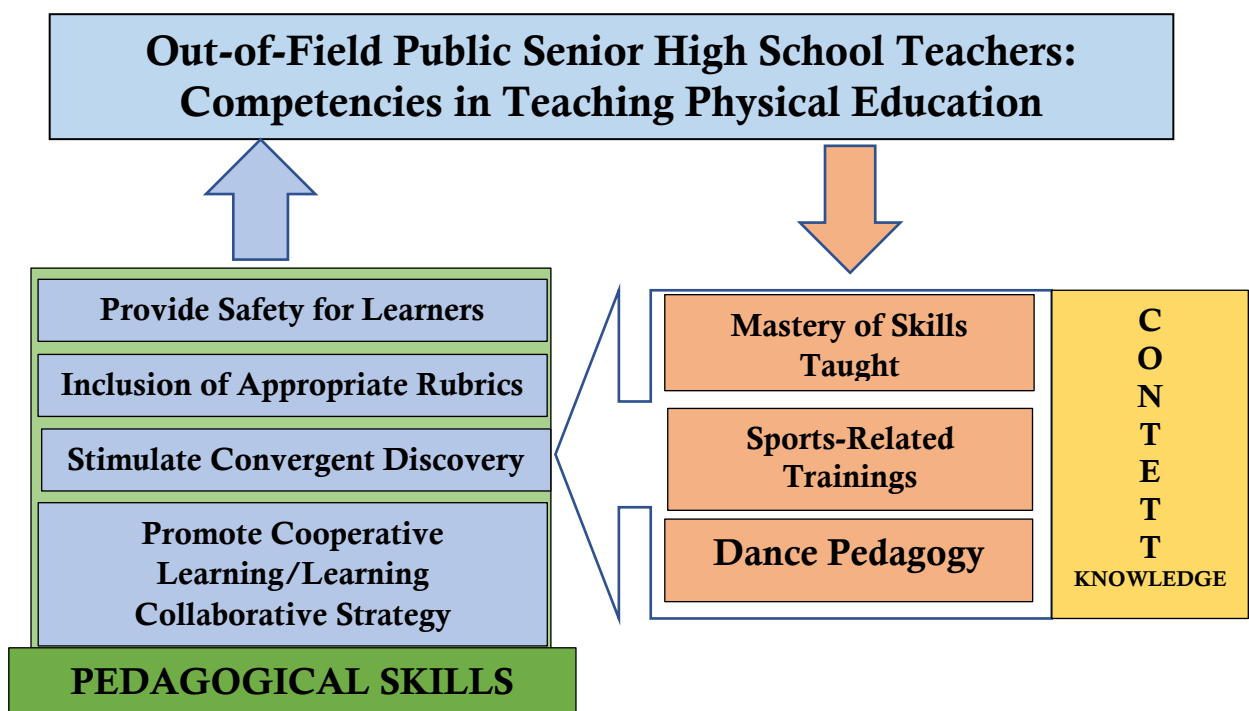 Out-of-Field Public Senior High School Teachers:
Competencies in Teaching Physical Education
Provide Safety for Learners
Inclusion of Appropriate Rubrics
Stimulate Convergent Discovery
Promote Cooperative
Learning/Learning
Collaborative Strategy
PEDAGOGICAL SKILLS
Mastery of Skills
Taught
Sports-Related
Trainings
Dance Pedagogy
C
O
N
T
E
T
T
KNOWLEDGE